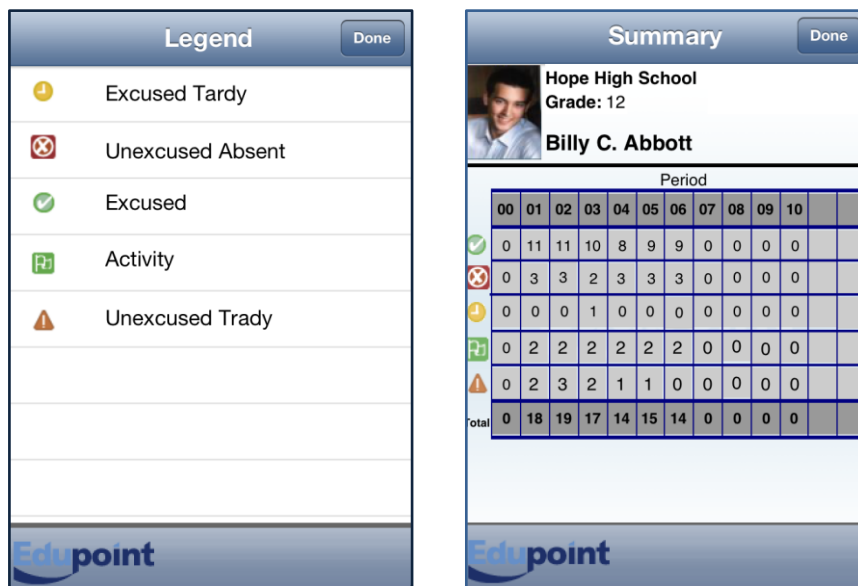 Legend
Done
Excused Tardy
Unexcused Absent
Excused
Activity
Unexcused Trady
Edupoint
Summary
Done
Hope High School
Grade: 12
Billy C. Abbott
Period
00 01 02 03 04 05 06 07 08 09 10
0 11 11 10 8 9 9 0 0 0 0
0 3 3 2 3 3 3 0 0 0 0
0 0 0 1 0 0 0 0 0 0 0
0 2 2 2 2 2 2 0 0 0 0
0 2 3 2 1 1 0 0 0 0 0
Total 0 18 19 17 14 15 14 0 0 0 0
Edupoint